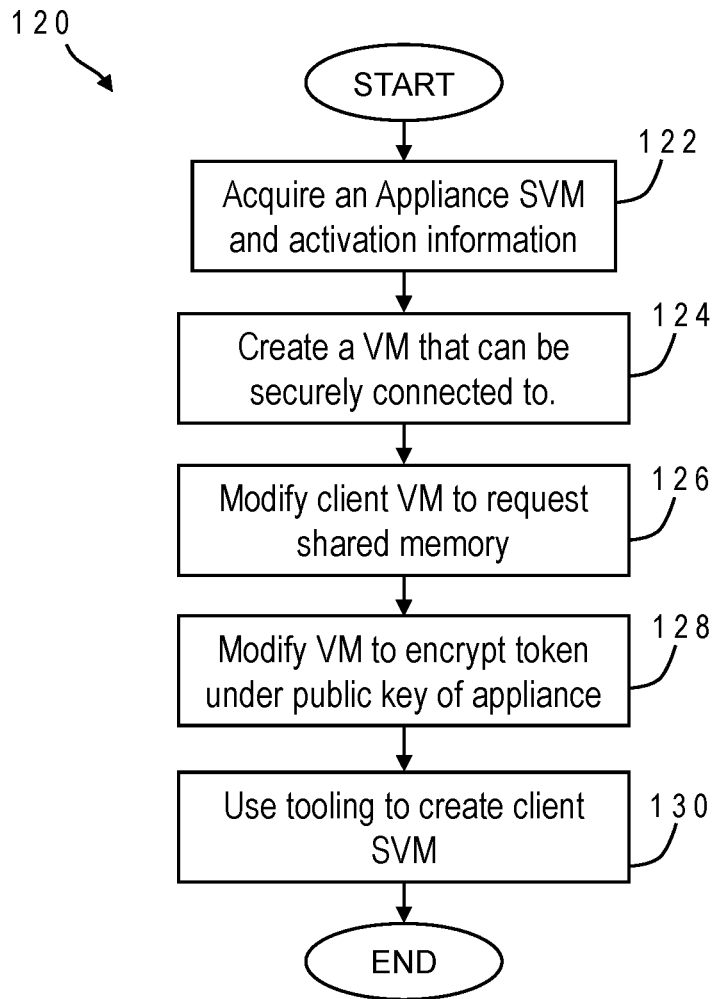 120
START
122
Acquire an Appliance SVM
and activation information
124
Create a VM that can be
securely connected to.
126
Modify client VM to request
shared memory
128
Modify VM to encrypt token
under public key of appliance
130
Use tooling to create client
SVM
END